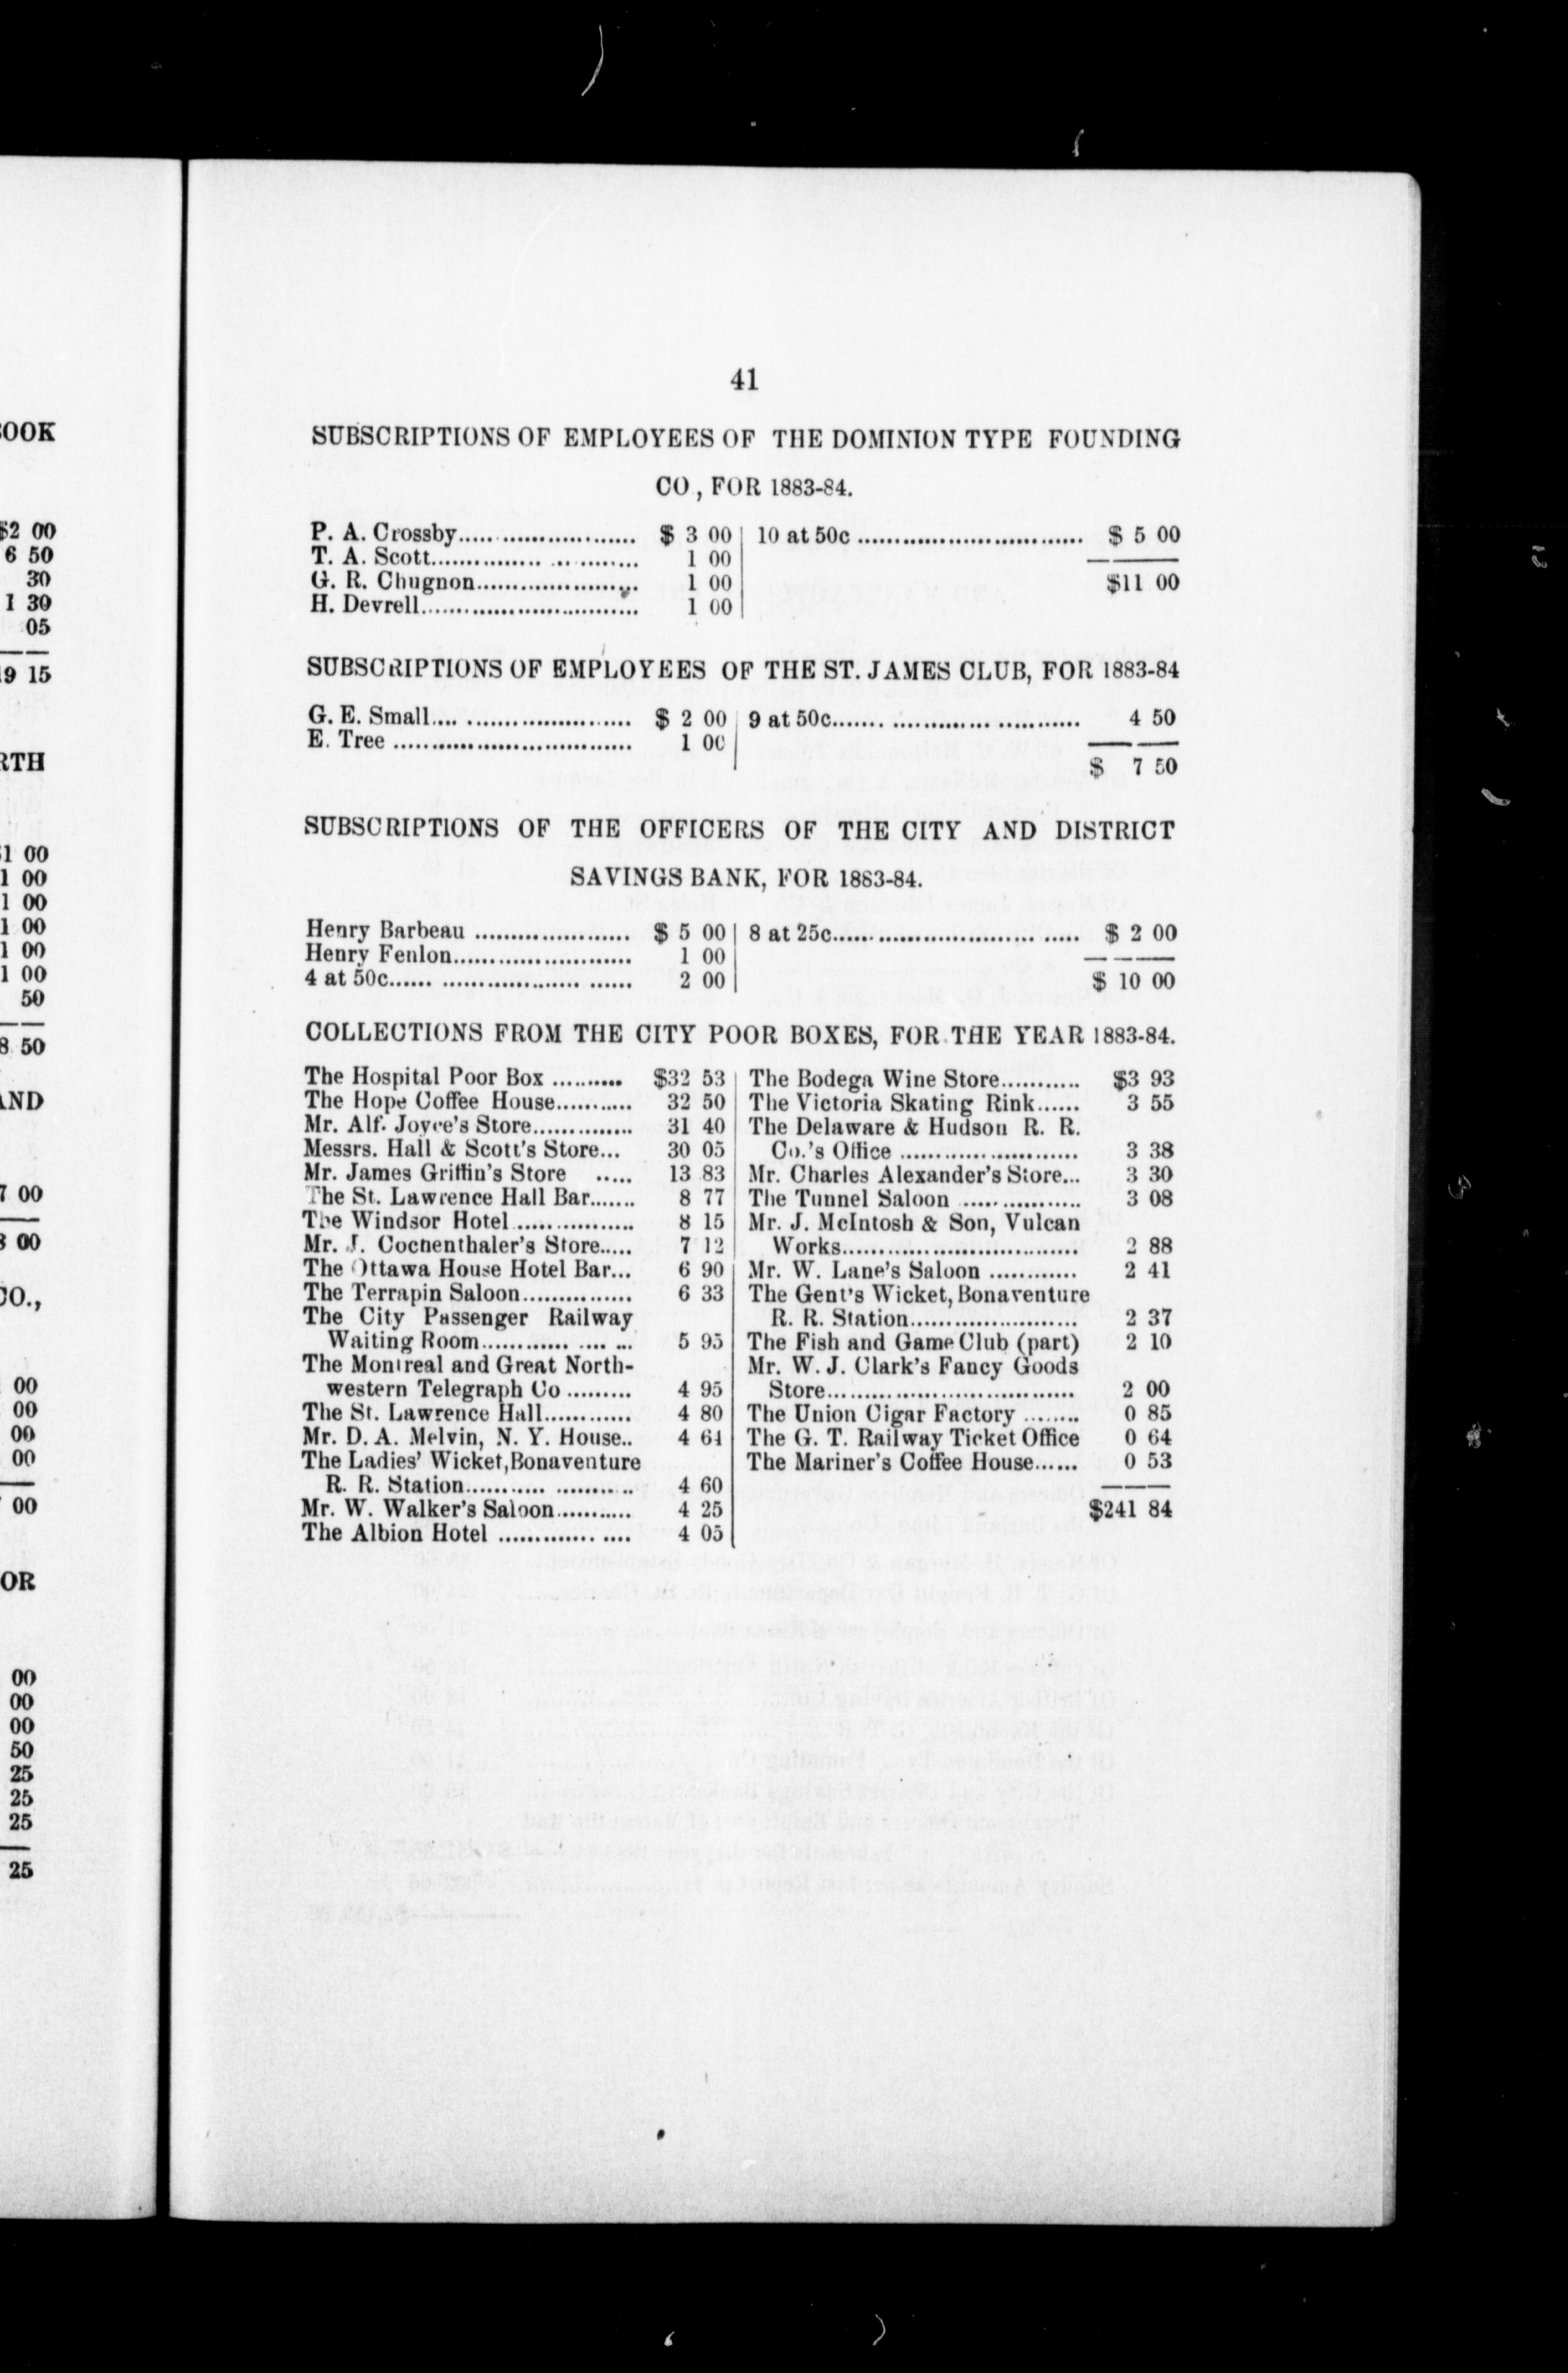 41
SUBSCRIPTIONS OF EMPLOYEES OF THE DOMINION TYPE FOUNDING
CO, FOR 1883-84.
P. A. Crossby........................ $ 3 00
T. A. Scott........................ 1 00
G. R. Chugnon........................ 1 00
H. Devrell........................ 1 00
10 at 50c ........................ $ 5 00
$11 00
SUBSCRIPTIONS OF EMPLOYEES OF THE ST. JAMES CLUB, FOR 1883-84
G. E. Small........................ $ 2 00
E. Tree ........................ 1 00
9 at 50c........................ 4 50
$ 7 50
SUBSCRIPTIONS OF THE OFFICERS OF THE CITY AND DISTRICT
SAVINGS BANK, FOR 1883-84.
Henry Barbeau ..................... $ 5 00
Henry Fenlon........................ 1 00
4 at 50c........................ 2 00
8 at 25c........................ $ 2 00
$ 10 00
COLLECTIONS FROM THE CITY POOR BOXES, FOR THE YEAR 1883-84.
The Hospital Poor Box .......... $32 53
The Hope Coffee House........... 32 50
Mr. Alf. Joyce's Store.............. 31 40
Messrs. Hall & Scott's Store... 30 05
Mr. James Griffin's Store ..... 13 83
The St. Lawrence Hall Bar....... 8 77
The Windsor Hotel................ 8 15
Mr. J. Cochenthaler's Store..... 7 12
The Ottawa House Hotel Bar... 6 90
The Terrapin Saloon............... 6 33
The City Passenger Railway
Waiting Room................... 5 95
The Montreal and Great North-
western Telegraph Co ......... 4 95
The St. Lawrence Hall............ 4 80
Mr. D. A. Melvin, N. Y. House.. 4 64
The Ladies' Wicket, Bonaventure
R. R. Station...................... 4 60
Mr. W. Walker's Saloon........... 4 25
The Albion Hotel .................. 4 05
The Bodega Wine Store........... $3 93
The Victoria Skating Rink...... 3 55
The Delaware & Hudson R. R.
Co.'s Office ........................ 3 38
Mr. Charles Alexander's Store... 3 30
The Tunnel Saloon ................ 3 08
Mr. J. McIntosh & Son, Vulcan
Works................................ 2 88
Mr. W. Lane's Saloon ............ 2 41
The Gent's Wicket, Bonaventure
R. R. Station....................... 2 37
The Fish and Game Club (part) 2 10
Mr. W. J. Clark's Fancy Goods
Store.................................. 2 00
The Union Cigar Factory ........ 0 85
The G. T. Railway Ticket Office 0 64
The Mariner's Coffee House...... 0 53
$241 84